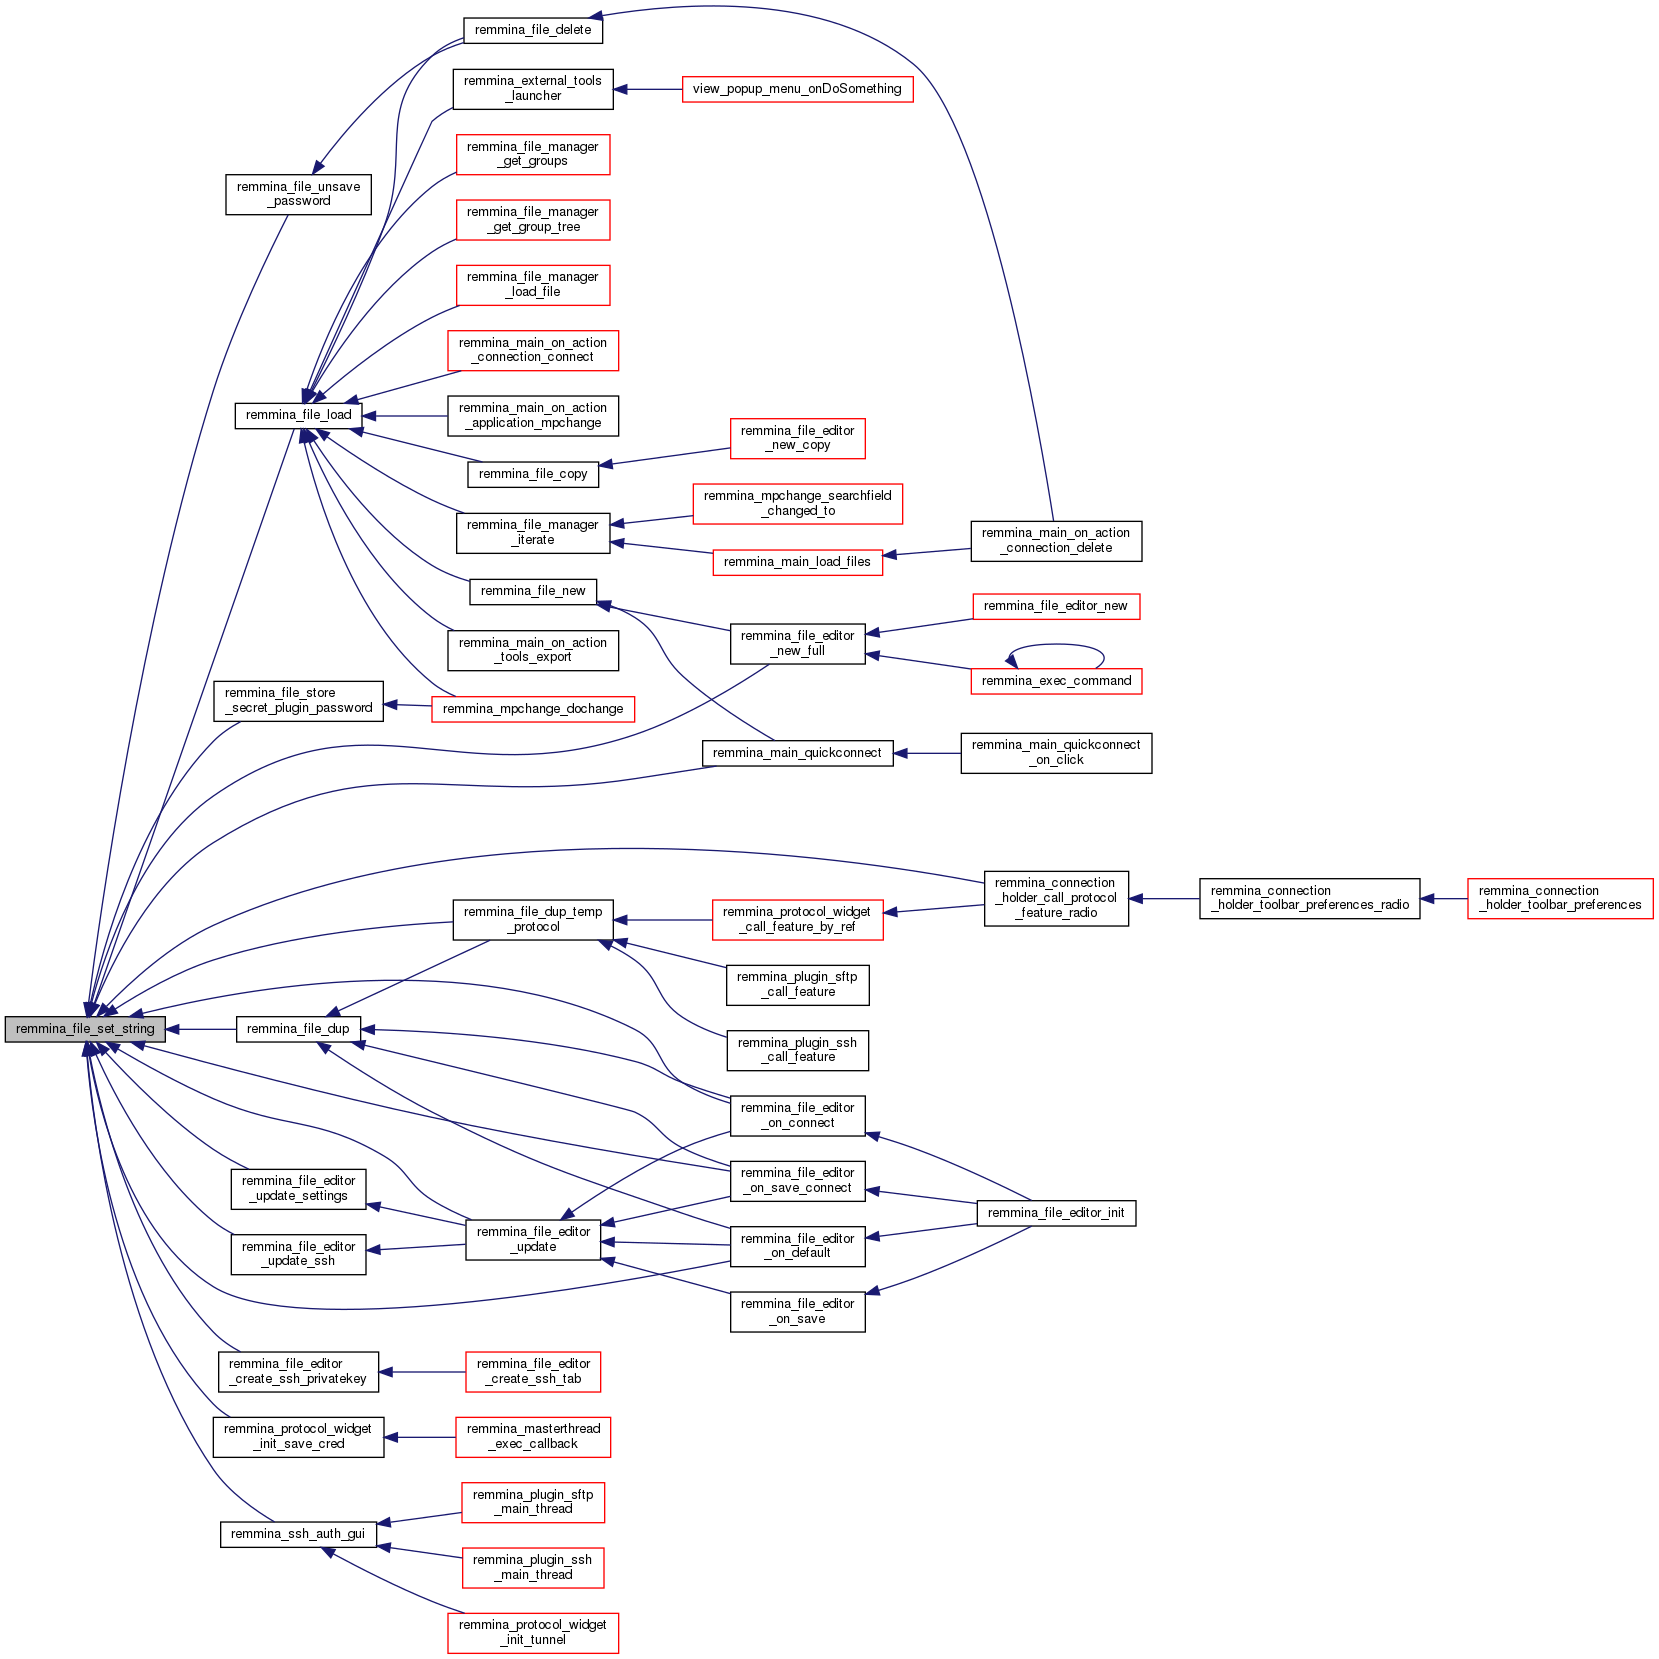 remmina_file_delete
remmina_external_tools
_launcher
view_popup_menu_onDoSomething
remmina_file_manager
_get_groups
remmina_file_unsave
_password
remmina_file_manager
_get_group_tree
remmina_file_manager
_load_file
remmina_main_on_action
_connection_connect
remmina_file_load
remmina_main_on_action
_application_mpchange
remmina_file_editor
_new_copy
remmina_file_copy
remmina_mpchange_searchfield
_changed_to
remmina_file_manager
_iterate
remmina_main_load_files
remmina_main_on_action
_connection_delete
remmina_file_new
remmina_file_editor_new
remmina_file_editor
_new_full
remmina_main_on_action
_tools_export
remmina_exec_command
remmina_file_store
_secret_plugin_password
remmina_mpchange_dochange
remmina_main_quickconnect
remmina_main_quickconnect
_on_click
remmina_connection
_holder_call_protocol
_feature_radio
remmina_connection
_holder_toolbar_preferences_radio
remmina_connection
_holder_toolbar_preferences
remmina_file_dup_temp
_protocol
remmina_protocol_widget
_call_feature_by_ref
remmina_plugin_sftp
_call_feature
remmina_file_set_string
remmina_file_dup
remmina_plugin_ssh
_call_feature
remmina_file_editor
_on_connect
remmina_file_editor
_update_settings
remmina_file_editor
_on_save_connect
remmina_file_editor_init
remmina_file_editor
_update_ssh
remmina_file_editor
_update
remmina_file_editor
_on_default
remmina_file_editor
_on_save
remmina_file_editor
_create_ssh_privatekey
remmina_file_editor
_create_ssh_tab
remmina_protocol_widget
_init_save_cred
remmina_masterthread
_exec_callback
remmina_plugin_sftp
_main_thread
remmina_ssh_auth_gui
remmina_plugin_ssh
_main_thread
remmina_protocol_widget
_init_tunnel